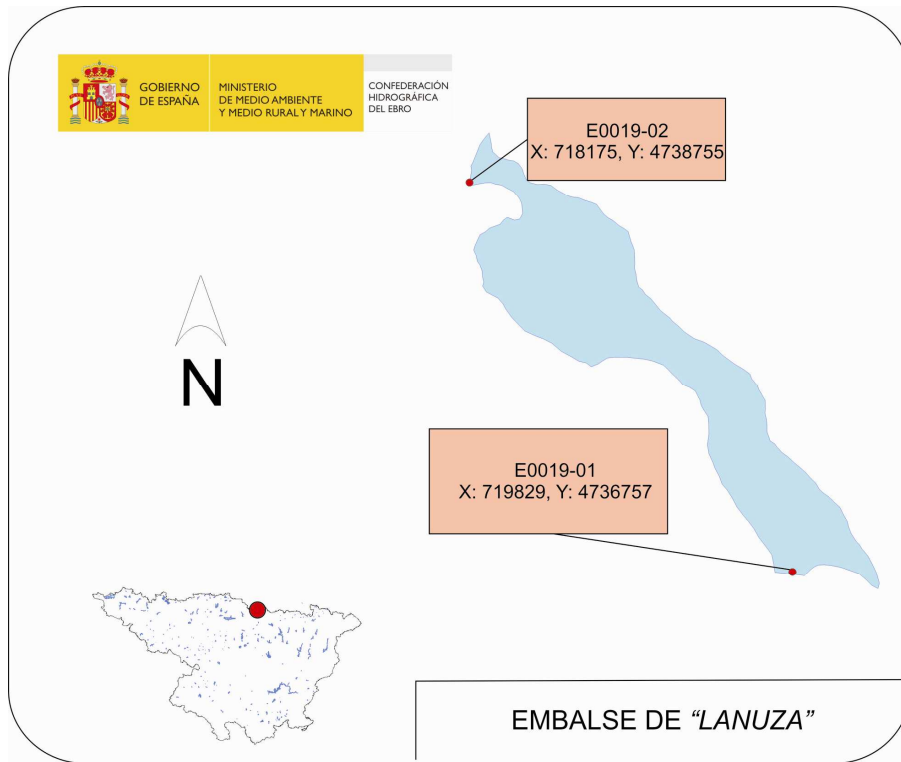 GOBIERNO
DE ESPAÑA
MINISTERIO
DE MEDIO AMBIENTE
Y MEDIO RURAL Y MARINO
CONFEDERACIÓN
HIDROGRÁFICA
DEL EBRO
E0019-02
X: 718175, Y: 4738755
N
E0019-01
X: 719829, Y: 4736757
EMBALSE DE "LANUZA"